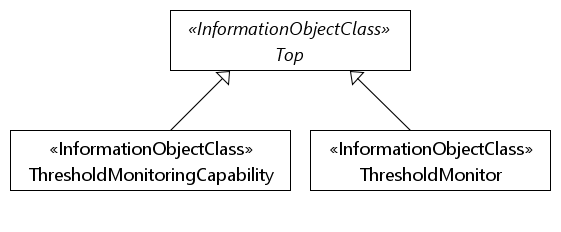 «InformationObjectClass»
Top
«InformationObjectClass»
ThresholdMonitoringCapability
«InformationObjectClass»
ThresholdMonitor